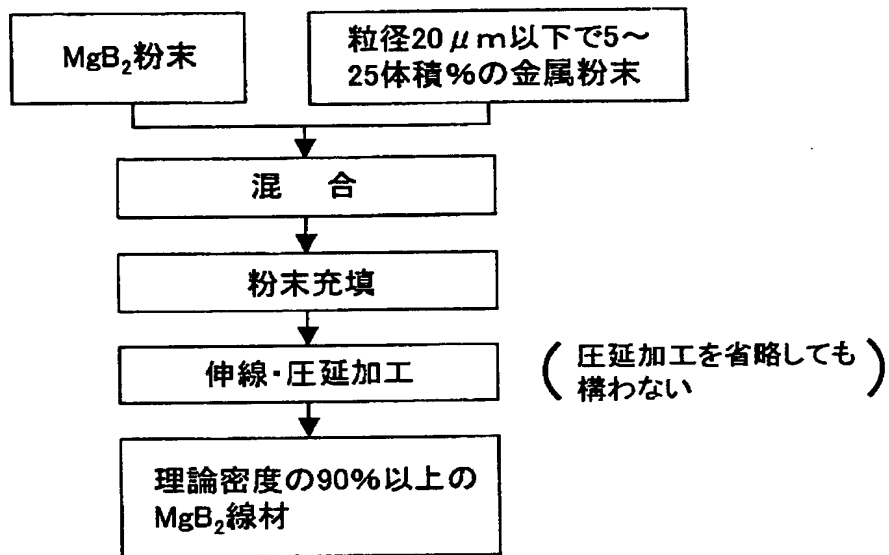 MgB₂粉末
粒径20μm以下で5～
25体積%の金属粉末
混 合
粉末充填
伸線・圧延加工
(圧延加工を省略しても
構わない)
理論密度の90%以上の
MgB₂線材